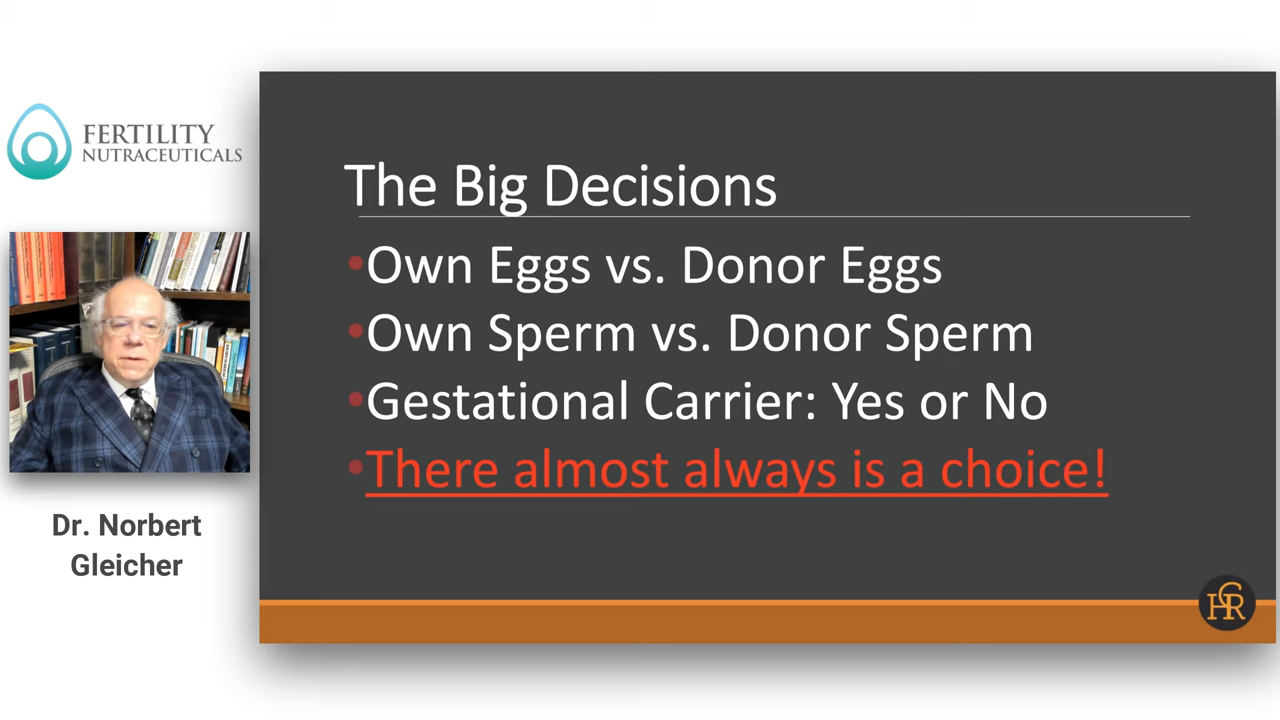 FERTILITY
NUTRACEUTICALS
The Big Decisions
•Own Eggs vs. Donor Eggs
•Own Sperm vs. Donor Sperm
•Gestational Carrier: Yes or No
•There almost always is a choice!
Dr. Norbert
Gleicher
CHR